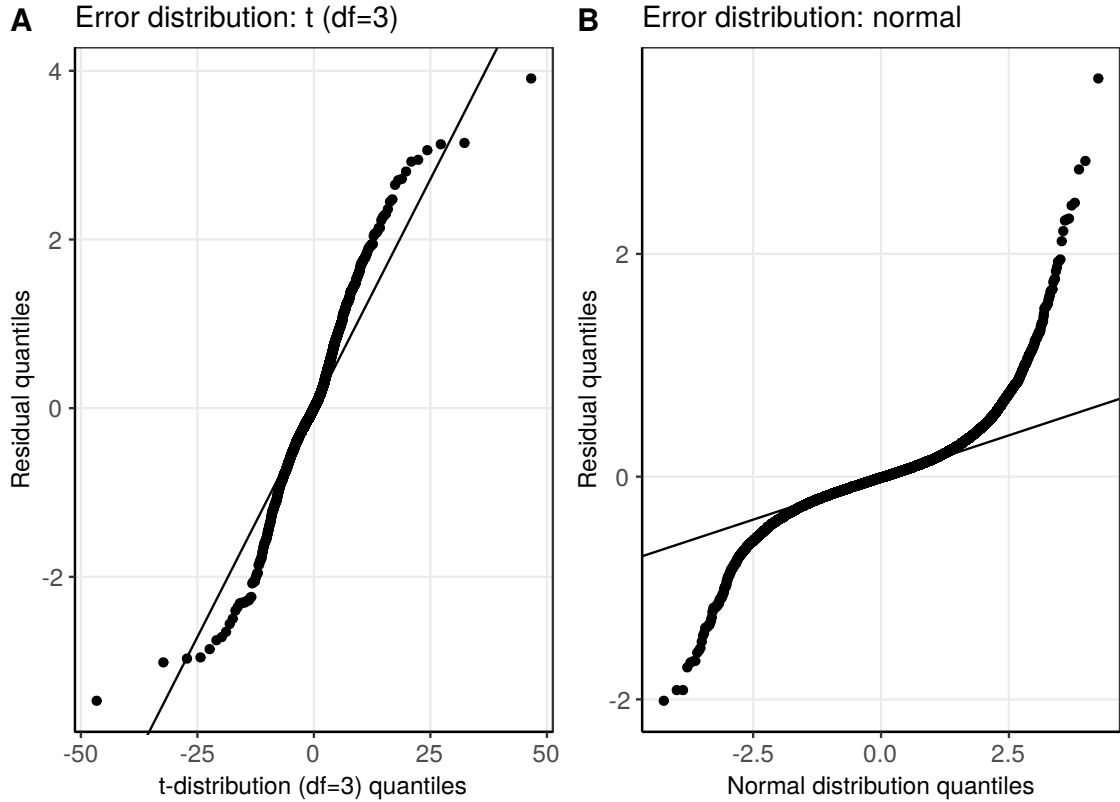 A Error distribution: t (df=3)
Residual quantiles
4
2
0
-2
-50 -25 0 25 50
t-distribution (df=3) quantiles
B Error distribution: normal
Residual quantiles
2
0
-2
-2.5 0.0 2.5
Normal distribution quantiles